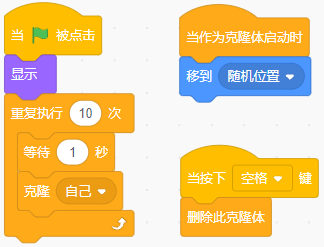 当 被点击
显示
重复执行 10 次
等待 1 秒
克隆 自己
当作为克隆体启动时
移到 随机位置
当按下 空格 键
删除此克隆体